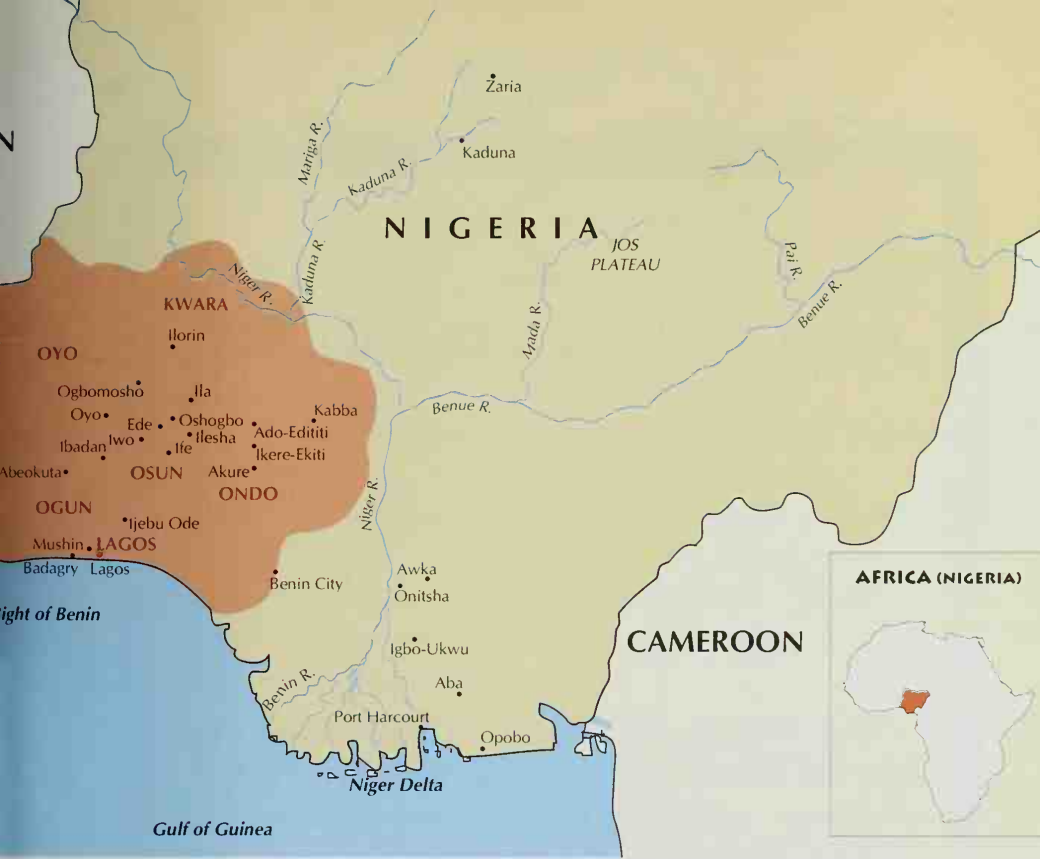 Zaria
Kaduna
Mariga R.
Kaduna R.
N
NIGERIA
JOS
PLATEAU
Pai R.
Kaduna R.
Niger R.
Benue R.
Mada R.
KWARA
Ilorin
OYO
Ogbomosho
Ila
Oyo
Ede
Oshogbo
Kabba
Ado-Edititi
Iwo
Ilesha
Ibadan
Ife
Ikere-Ekiti
Abeokuta
OSUN
Akure
ONDO
Benue R.
Niger R.
OGUN
Ijebu Ode
Mushin
LAGOS
Badagry
Lagos
Benin City
Awka
Onitsha
ight of Benin
Igbo-Ukwu
CAMEROON
AFRICA (NIGERIA)
Benin R.
Aba
Port Harcourt
Opobo
Niger Delta
Gulf of Guinea